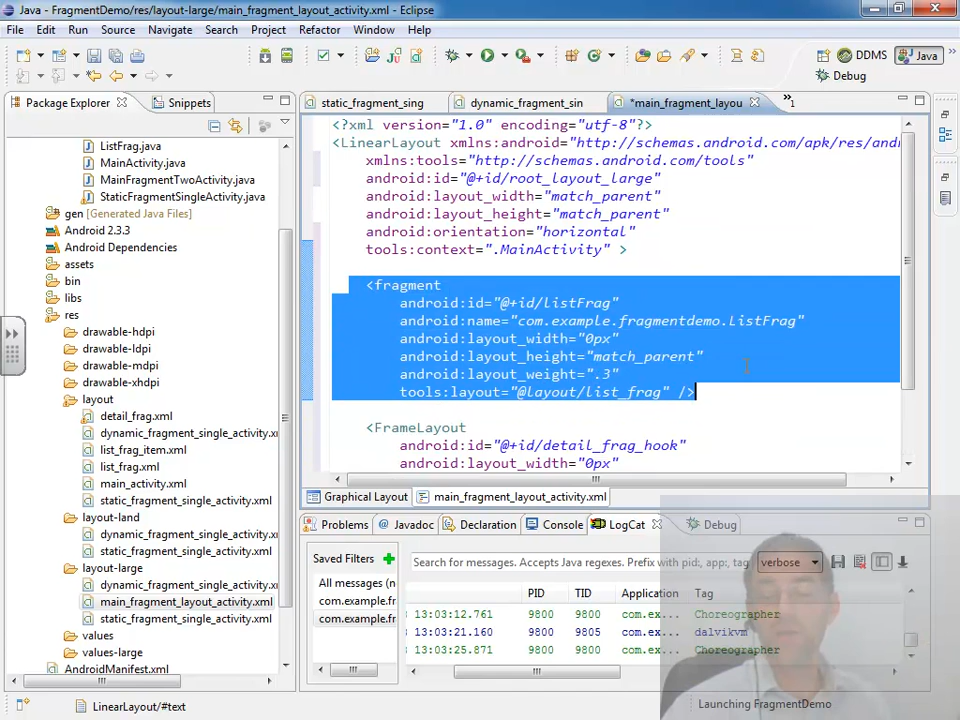 Java - FragmentDemo/res/layout-large/main_fragment_layout_activity.xml - Eclipse
File Edit Run Source Navigate Search Project Refactor Window Help
DDMS Java
Debug
Package Explorer Snippets
static_fragment_sing dynamic_fragment_sin *main_fragment_layou »1
ListFrag.java
MainActivity.java
MainFragmentTwoActivity.java
StaticFragmentSingleActivity.java
gen [Generated Java Files]
Android 2.3.3
Android Dependencies
assets
bin
libs
res
drawable-hdpi
drawable-ldpi
drawable-mdpi
drawable-xhdpi
layout
detail_frag.xml
dynamic_fragment_single_activity.xml
list_frag_item.xml
list_frag.xml
main_activity.xml
static_fragment_single_activity.xml
layout-land
dynamic_fragment_single_activity.xml
static_fragment_single_activity.xml
layout-large
dynamic_fragment_single_activity.xml
main_fragment_layout_activity.xml
static_fragment_single_activity.xml
values
values-large
AndroidManifest.xml
<?xml version="1.0" encoding="utf-8"?>
<LinearLayout xmlns:android="http://schemas.android.com/apk/res/andr
xmlns:tools="http://schemas.android.com/tools"
android:id="@+id/root_layout_large"
android:layout_width="match_parent"
android:layout_height="match_parent"
android:orientation="horizontal"
tools:context=".MainActivity" >
<fragment
android:id="@+id/listFrag"
android:name="com.example.fragmentdemo.ListFrag"
android:layout_width="0px"
android:layout_height="match_parent"
android:layout_weight=".3"
tools:layout="@layout/list_frag" />
<FrameLayout
android:id="@+id/detail_frag_hook"
android:layout_width="0px"
Graphical Layout main_fragment_layout_activity.xml
Problems Javadoc Declaration Console LogCat Debug
Saved Filters
All messages (n
com.example.fr
com.example.fr
Search for messages. Accepts Java regexes. Prefix with pid:, app:, tag verbose
PID TID Application Tag
13:03:12.761 9800 9800 com.ex... Choreographer
13:03:21.160 9800 9805 com.ex... dalvikvm
13:03:25.871 9800 9800 com.ex... Choreographer
LinearLayout/#text
Launching FragmentDemo